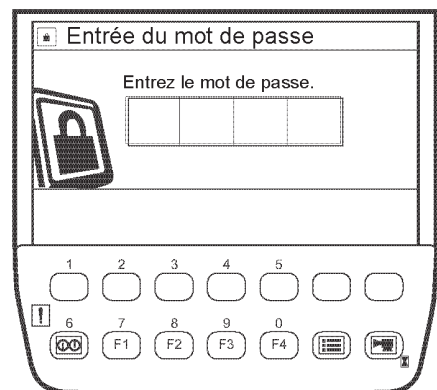 Entrée du mot de passe
Entrez le mot de passe.
1 2 3 4 5
6 7 8 9 0
F1 F2 F3 F4